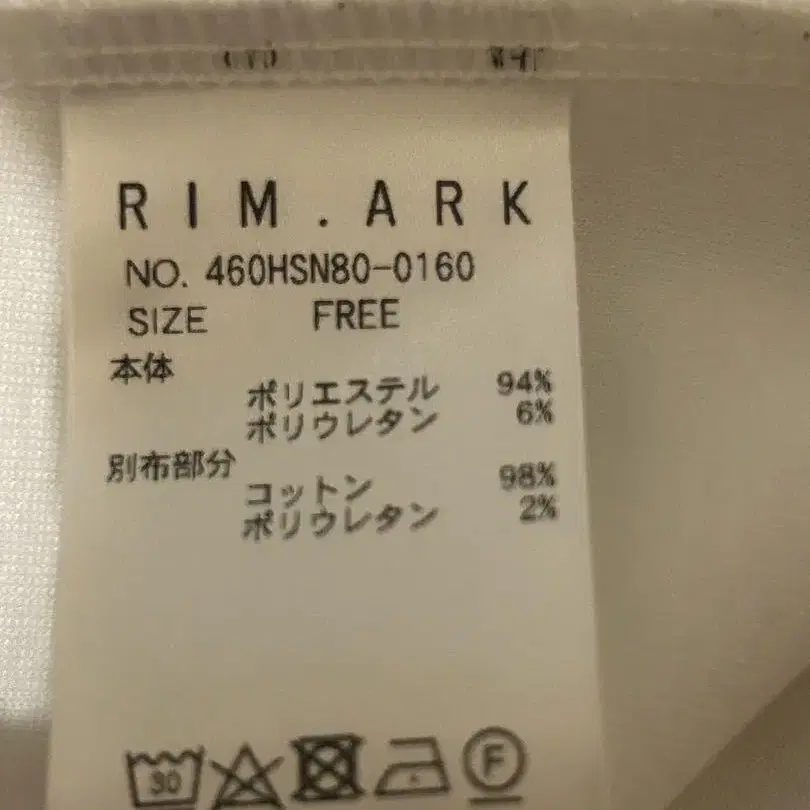 RIM.ARK
NO. 460HSN80-0160
SIZE FREE
本体
ポリエステル 94%
ポリウレタン 6%
別布部分
コットン 98%
ポリウレタン 2%
30 F